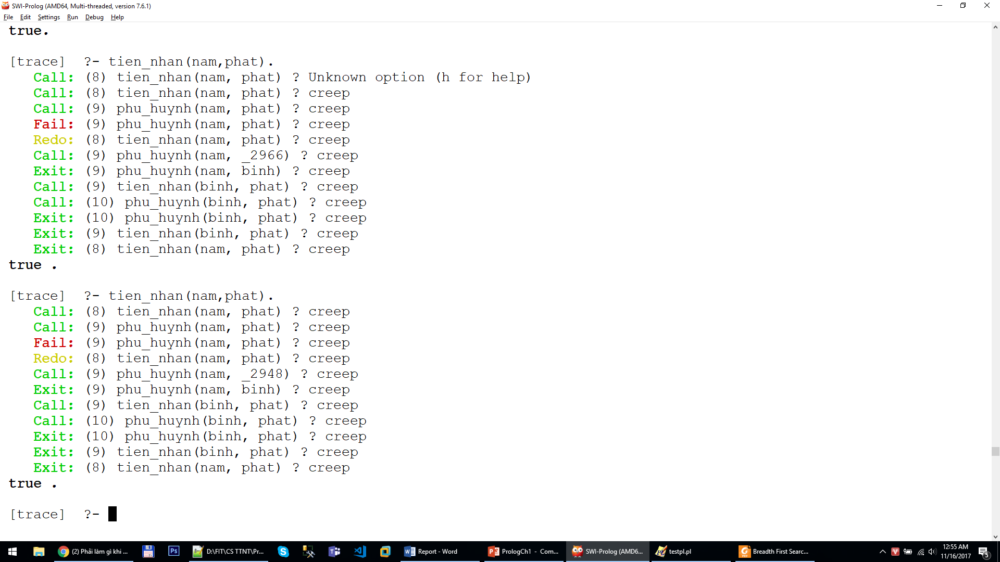 SWI-Prolog (AMD64, Multi-threaded, version 7.6.1)
File Edit Settings Run Debug Help
true.
[trace]  ?- tien_nhan(nam,phat).
Call: (8) tien_nhan(nam, phat) ? Unknown option (h for help)
Call: (8) tien_nhan(nam, phat) ? creep
Call: (9) phu_huynh(nam, phat) ? creep
Fail: (9) phu_huynh(nam, phat) ? creep
Redo: (8) tien_nhan(nam, phat) ? creep
Call: (9) phu_huynh(nam, _2966) ? creep
Exit: (9) phu_huynh(nam, binh) ? creep
Call: (9) tien_nhan(binh, phat) ? creep
Call: (10) phu_huynh(binh, phat) ? creep
Exit: (10) phu_huynh(binh, phat) ? creep
Exit: (9) tien_nhan(binh, phat) ? creep
Exit: (8) tien_nhan(nam, phat) ? creep
true .
[trace]  ?- tien_nhan(nam,phat).
Call: (8) tien_nhan(nam, phat) ? creep
Call: (9) phu_huynh(nam, phat) ? creep
Fail: (9) phu_huynh(nam, phat) ? creep
Redo: (8) tien_nhan(nam, phat) ? creep
Call: (9) phu_huynh(nam, _2948) ? creep
Exit: (9) phu_huynh(nam, binh) ? creep
Call: (9) tien_nhan(binh, phat) ? creep
Call: (10) phu_huynh(binh, phat) ? creep
Exit: (10) phu_huynh(binh, phat) ? creep
Exit: (9) tien_nhan(binh, phat) ? creep
Exit: (8) tien_nhan(nam, phat) ? creep
true .
[trace]  ?-
(2) Phải làm gì khi ... Ps D:\FIT\CS TTNT\Pr... Report - Word PrologCh1 - Com... SWI-Prolog (AMD6... testpl.pl Breadth First Searc... V 12:55 AM 5
11/16/2017